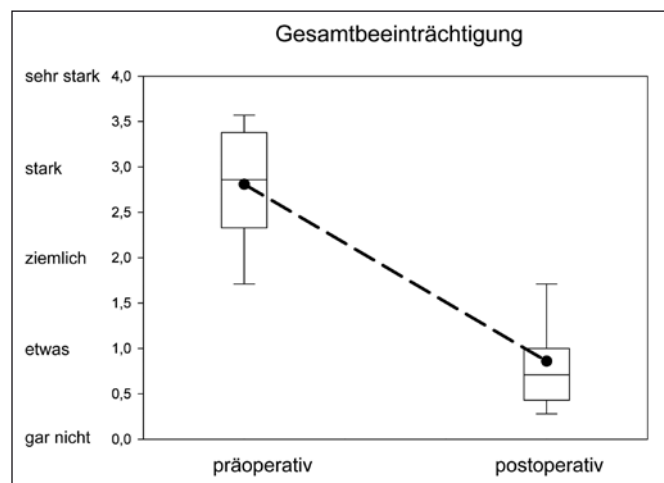 Gesamtbeeinträchtigung
sehr stark 4,0
3,5
stark 3,0
2,5
ziemlich 2,0
1,5
etwas 1,0
0,5
gar nicht 0,0
präoperativ postoperativ